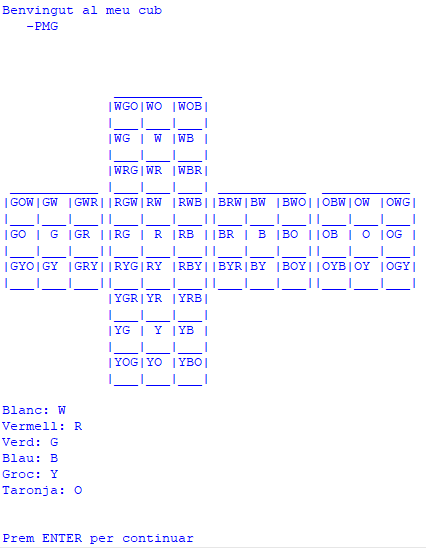 Benvingut al meu cub
-PMG
|WGO|WO |WOB|
|WG | W |WB |
|WRG|WR |WBR|
|GOW|GW |GWR||RGW|RW |RWB||BRW|BW |BWO||OBW|OW |OWG|
|GO | G |GR ||RG | R |RB ||BR | B |BO ||OB | O |OG |
|GYO|GY |GRY||RYG|RY |RBY||BYR|BY |BOY||OYB|OY |OGY|
|YGR|YR |YRB|
|YG | Y |YB |
|YOG|YO |YBO|
Blanc: W
Vermell: R
Verd: G
Blau: B
Groc: Y
Taronja: O
Prem ENTER per continuar